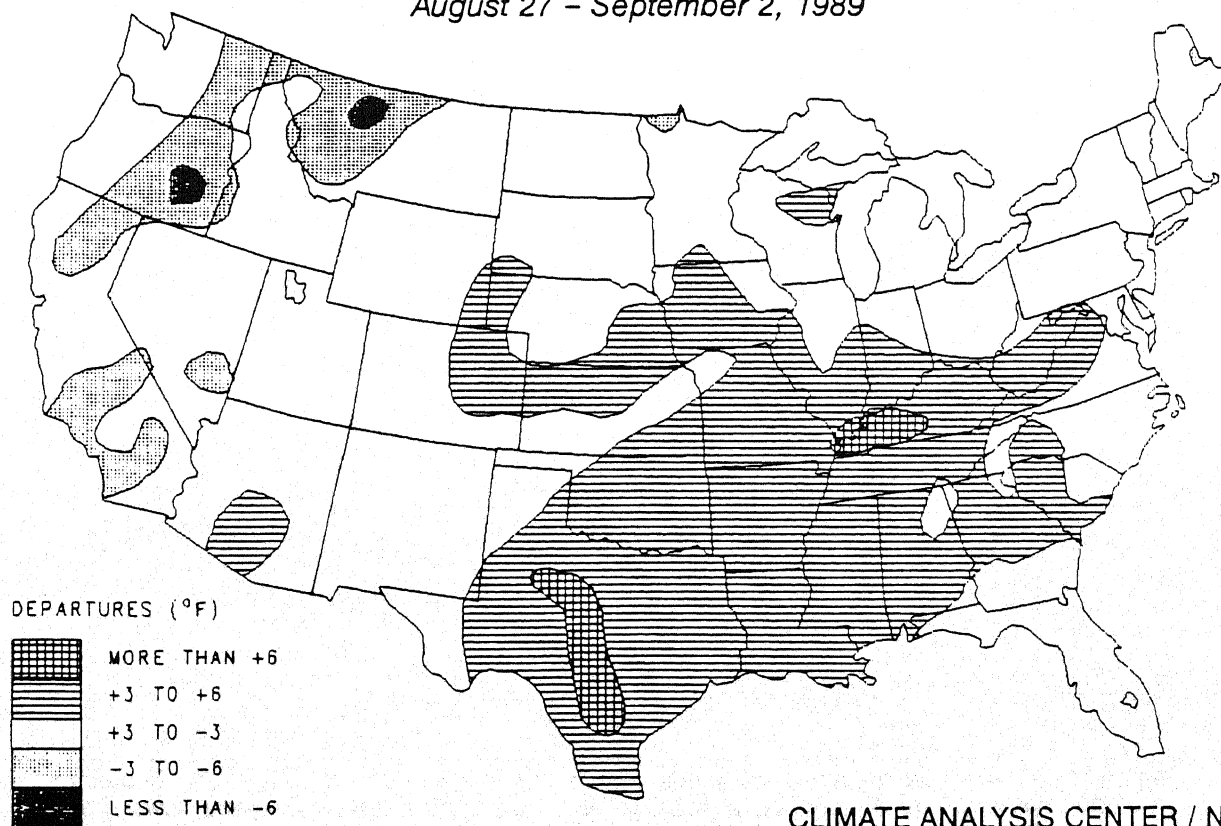 August 27 – September 2, 1989
DEPARTURES (°F)
MORE THAN +6
+3 TO +6
+3 TO -3
-3 TO -6
LESS THAN -6
CLIMATE ANALYSIS CENTER / N